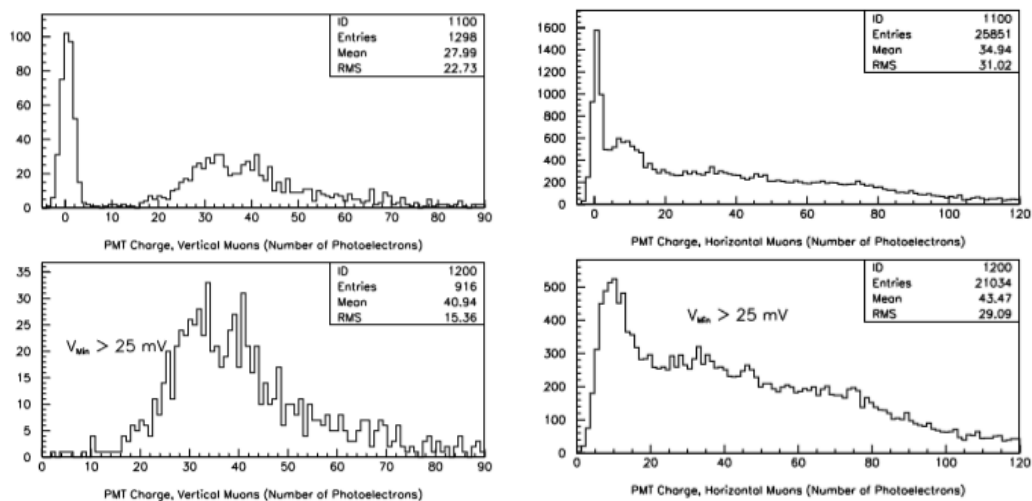 ID 1100
Entries 1298
Mean 27.99
RMS 22.73
100
80
60
40
20
0
0 10 20 30 40 50 60 70 80 90
PMT Charge, Vertical Muons (Number of Photoelectrons)
ID 1100
Entries 25851
Mean 34.94
RMS 31.02
1600
1400
1200
1000
800
600
400
200
0
0 20 40 60 80 100 120
PMT Charge, Horizontal Muons (Number of Photoelectrons)
ID 1200
Entries 916
Mean 40.94
RMS 15.36
35
30
25
20
15
10
5
0
V_Min > 25 mV
0 10 20 30 40 50 60 70 80 90
PMT Charge, Vertical Muons (Number of Photoelectrons)
ID 1200
Entries 21034
Mean 43.47
RMS 29.09
500
400
300
200
100
0
V_Min > 25 mV
0 20 40 60 80 100 120
PMT Charge, Horizontal Muons (Number of Photoelectrons)